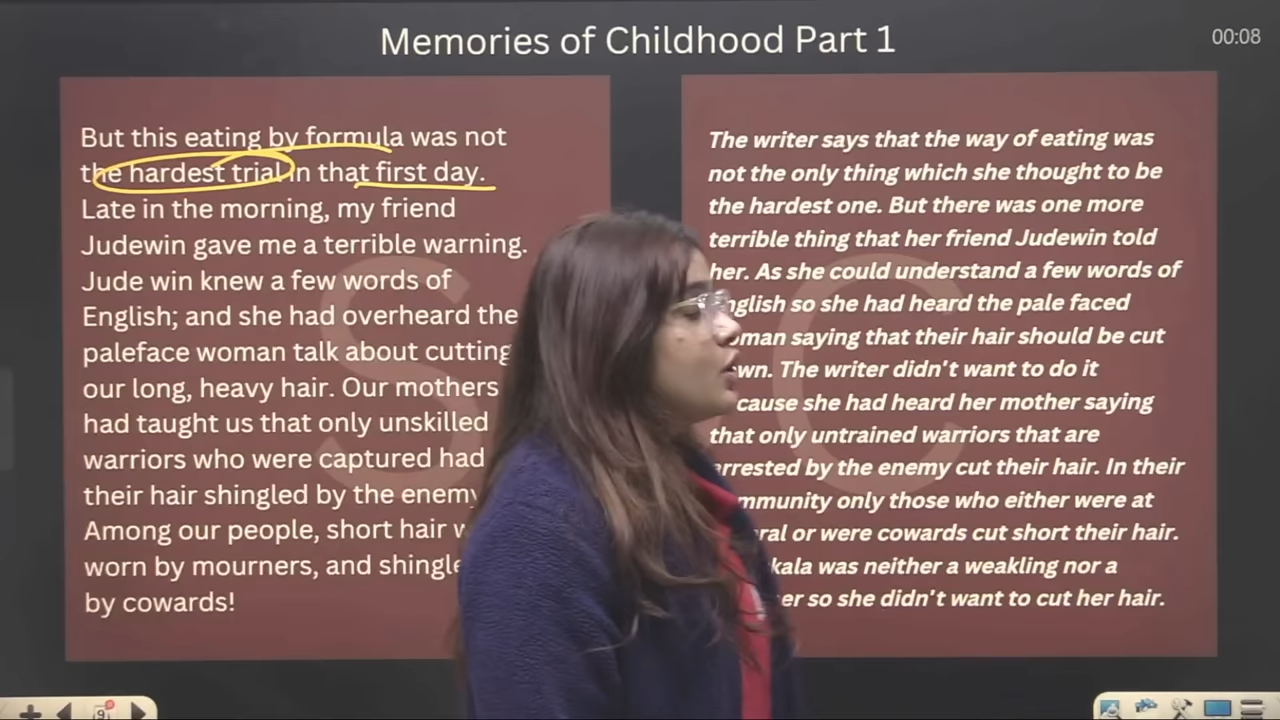 Memories of Childhood Part 1
00:08
But this eating by formula was not
the hardest trial in that first day.
Late in the morning, my friend
Judewin gave me a terrible warning.
Jude win knew a few words of
English; and she had overheard the
paleface woman talk about cutting
our long, heavy hair. Our mothers
had taught us that only unskilled
warriors who were captured had
their hair shingled by the enemy
Among our people, short hair
worn by mourners, and
by cowards!
The writer says that the way of eating was
not the only thing which she thought to be
the hardest one. But there was one more
terrible thing that her friend Judewin told
her. As she could understand a few words of
so she had heard the pale faced
saying that their hair should be cut
The writer didn't want to do it
she had heard her mother saying
that only untrained warriors that are
by the enemy cut their hair. In their
only those who either were at
or were cowards cut short their hair.
was neither a weakling nor a
so she didn't want to cut her hair.
S C
9